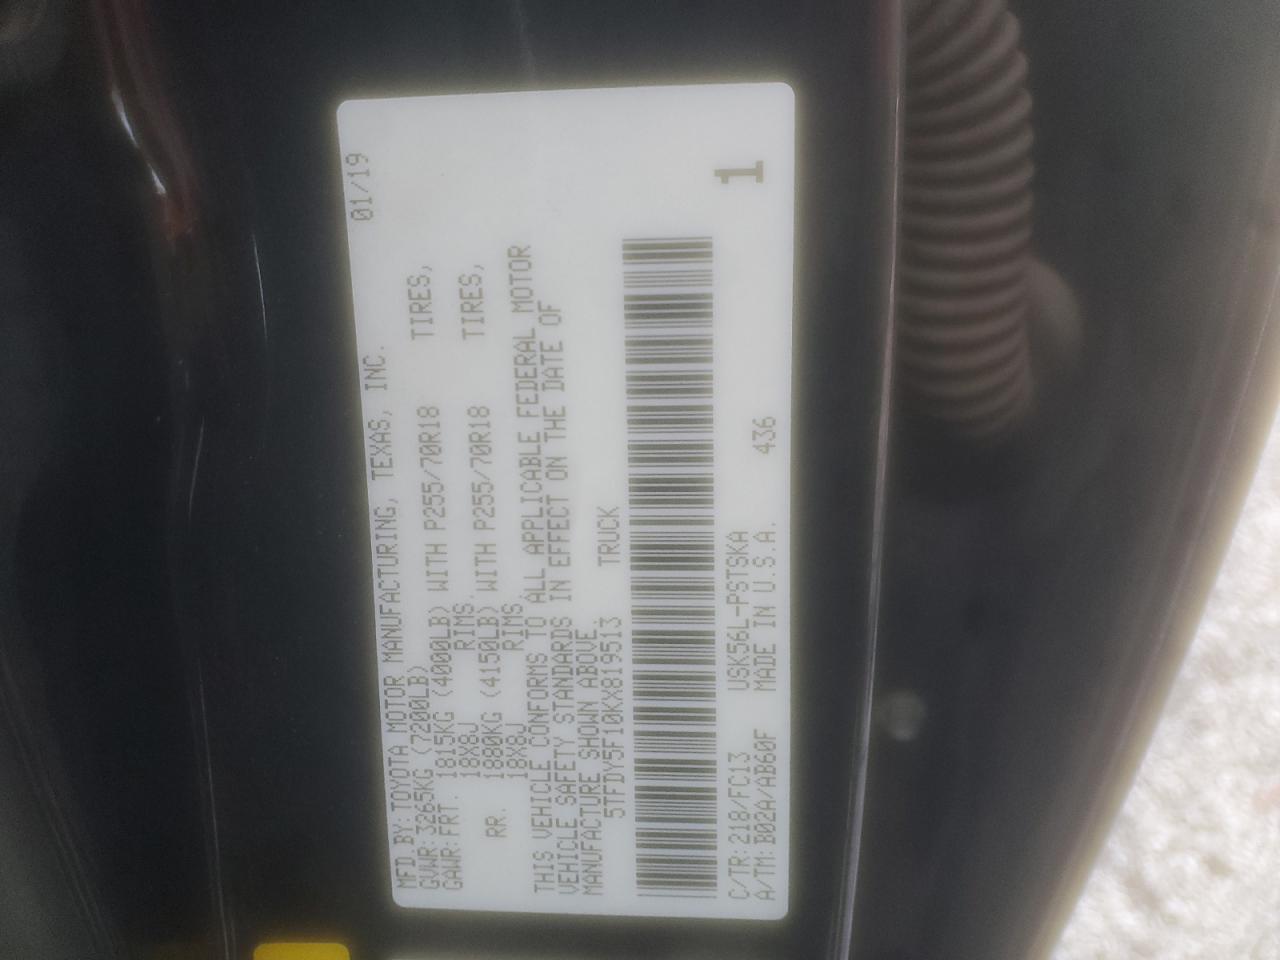 MFD.BY:TOYOTA MOTOR MANUFACTURING, TEXAS, INC. 01/19
GVWR:3265KG (7200LB)
GAWR:FRT. 1815KG (4000LB) WITH P255/70R18 TIRES,
18X8J RIMS.
RR. 1880KG (4150LB) WITH P255/70R18 TIRES,
18X8J RIMS.
THIS VEHICLE CONFORMS TO ALL APPLICABLE FEDERAL MOTOR
VEHICLE SAFETY STANDARDS IN EFFECT ON THE DATE OF
MANUFACTURE SHOWN ABOVE.
5TFDY5F10KX819513 TRUCK
C/TR:218/FC13 USK56L-PSTSKA 1
A/TM:B02A/AB60F MADE IN U.S.A. 436